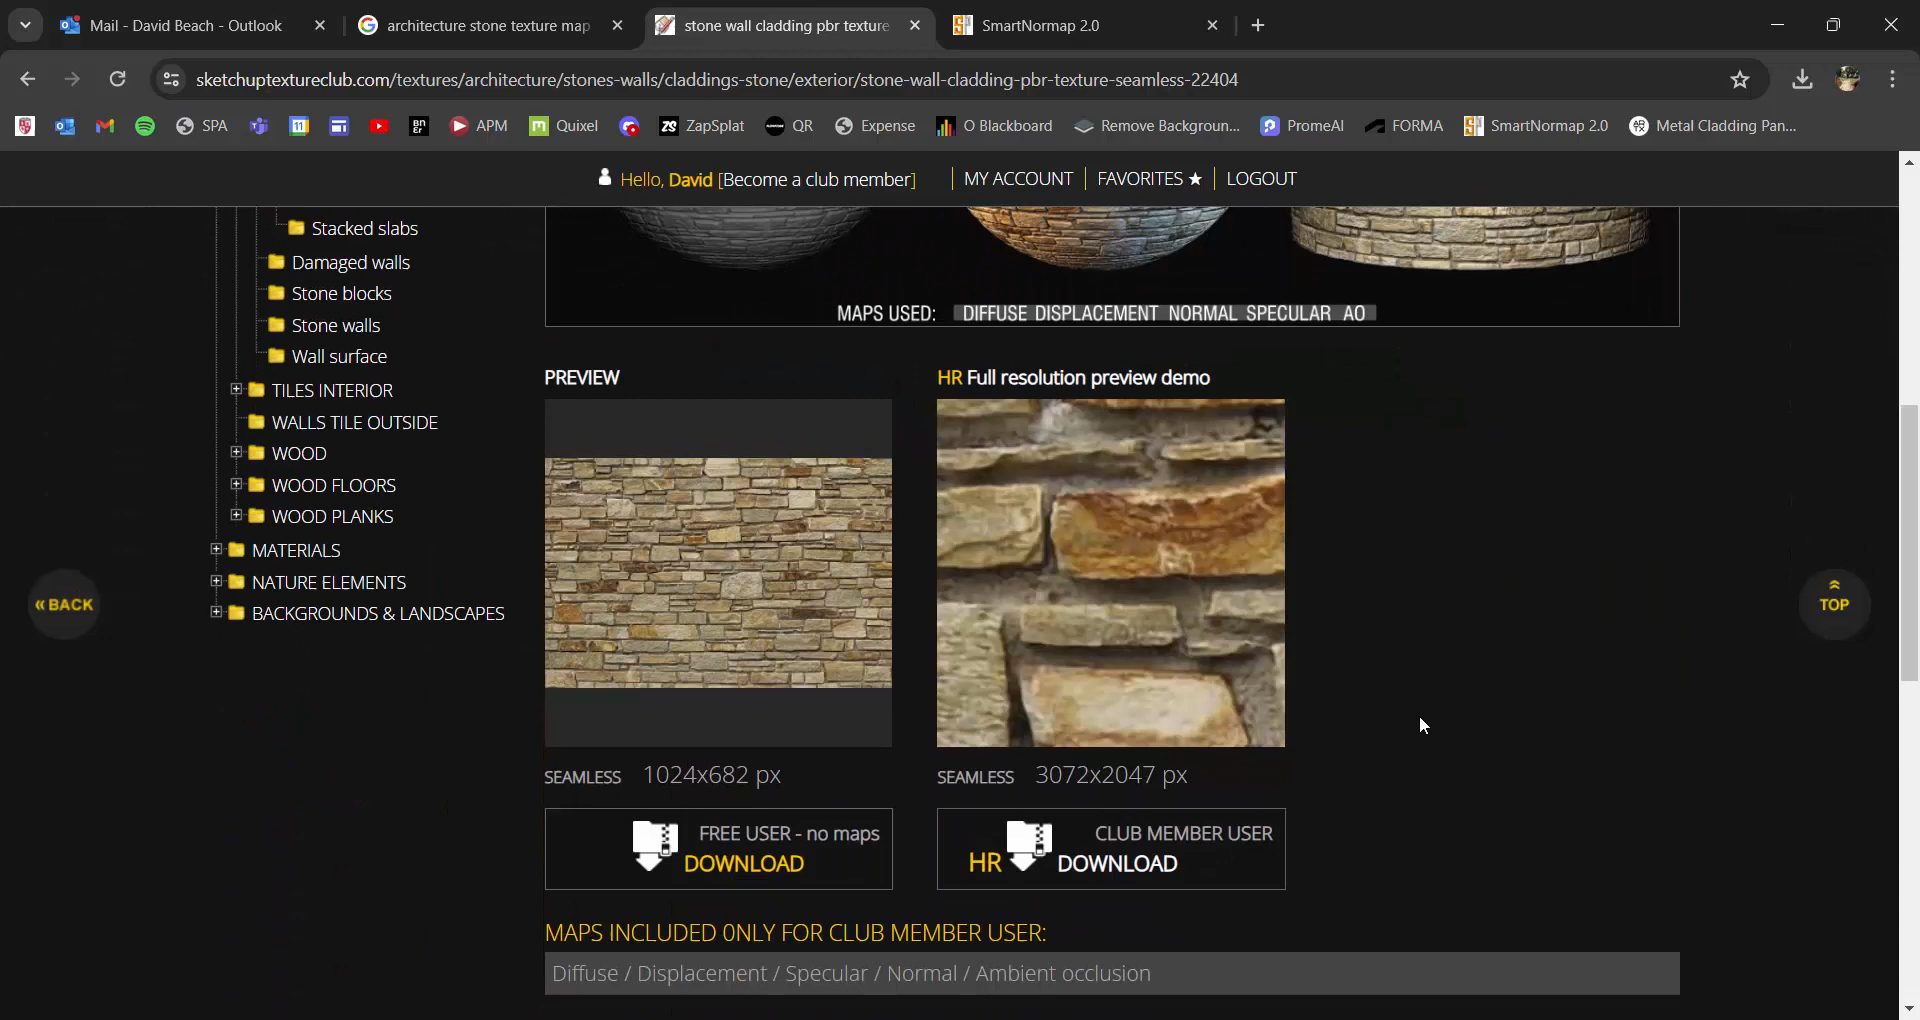 Mail - David Beach - Outlook
architecture stone texture map
stone wall cladding pbr texture
SmartNormap 2.0
sketchuptextureclub.com/textures/architecture/stones-walls/claddings-stone/exterior/stone-wall-cladding-pbr-texture-seamless-22404
SPA
APM
Quixel
ZapSplat
QR
Expense
O Blackboard
Remove Backgroun...
PromeAI
FORMA
SmartNormap 2.0
Metal Cladding Pan...
Hello, David [Become a club member]
MY ACCOUNT
FAVORITES ★
LOGOUT
Stacked slabs
Damaged walls
Stone blocks
Stone walls
Wall surface
TILES INTERIOR
WALLS TILE OUTSIDE
WOOD
WOOD FLOORS
WOOD PLANKS
MATERIALS
NATURE ELEMENTS
BACKGROUNDS & LANDSCAPES
« BACK
MAPS USED: DIFFUSE DISPLACEMENT NORMAL SPECULAR AO
PREVIEW
HR Full resolution preview demo
SEAMLESS 1024x682 px
SEAMLESS 3072x2047 px
FREE USER - no maps
DOWNLOAD
CLUB MEMBER USER
HR DOWNLOAD
MAPS INCLUDED 0NLY FOR CLUB MEMBER USER:
Diffuse / Displacement / Specular / Normal / Ambient occlusion
TOP